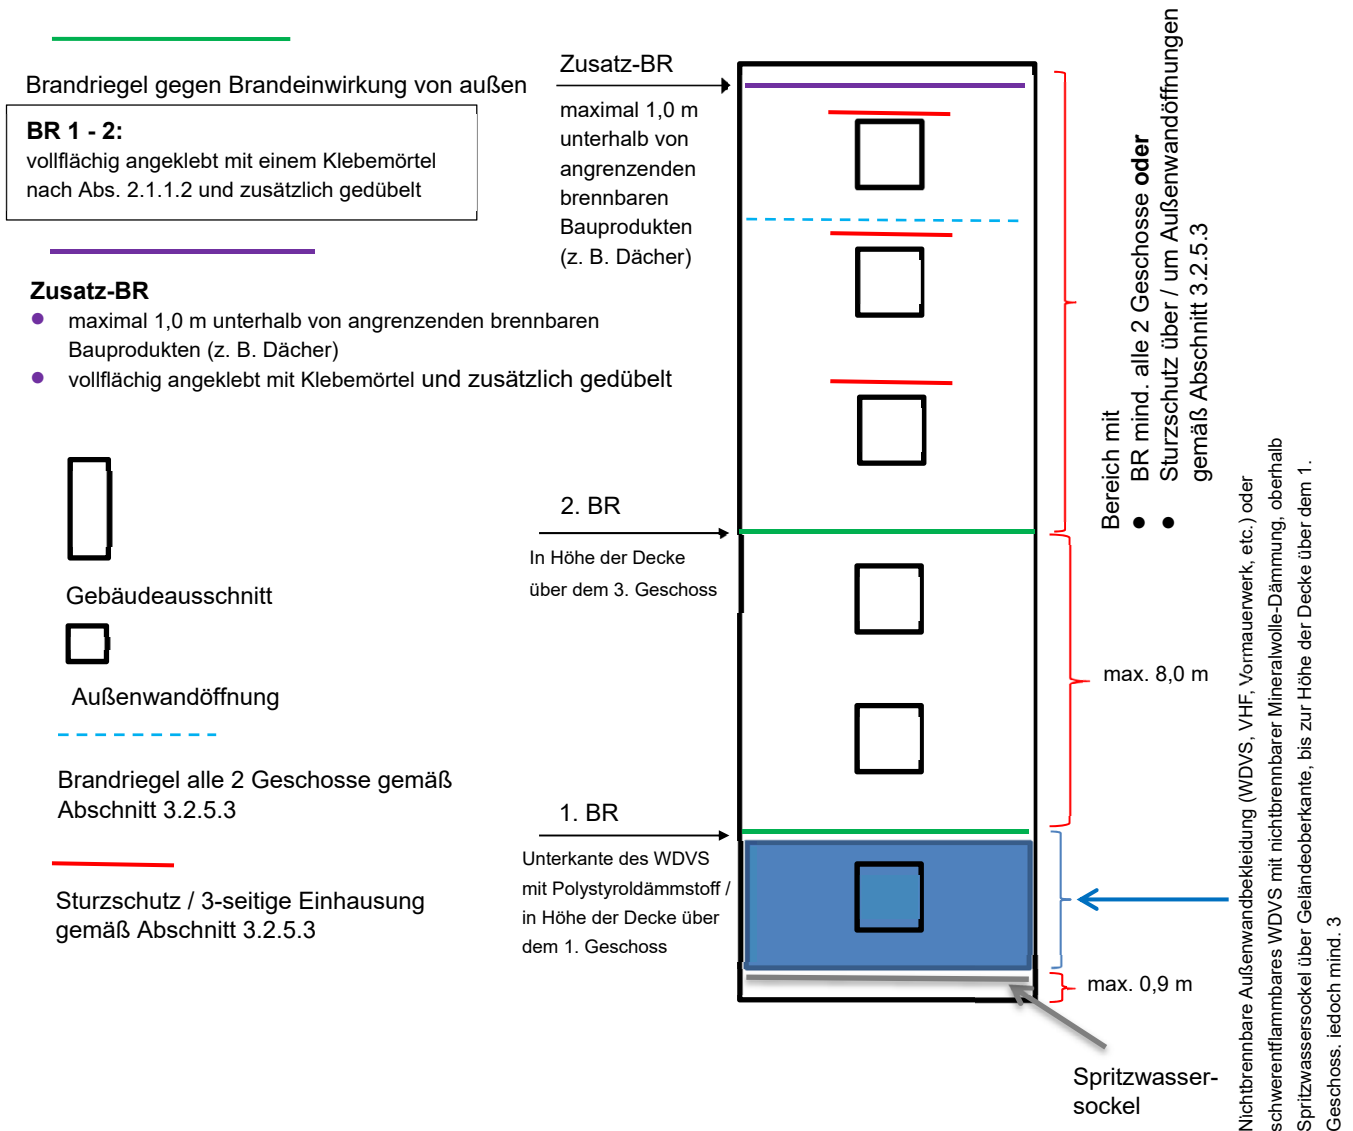 Brandriegel gegen Brandeinwirkung von außen
BR 1 - 2:
vollflächig angeklebt mit einem Klebemörtel
nach Abs. 2.1.1.2 und zusätzlich gedübelt
Zusatz-BR
● maximal 1,0 m unterhalb von angrenzenden brennbaren
Bauprodukten (z. B. Dächer)
● vollflächig angeklebt mit Klebemörtel und zusätzlich gedübelt
Gebäudeausschnitt
Außenwandöffnung
Brandriegel alle 2 Geschosse gemäß
Abschnitt 3.2.5.3
Sturzschutz / 3-seitige Einhausung
gemäß Abschnitt 3.2.5.3
Zusatz-BR
maximal 1,0 m
unterhalb von
angrenzenden
brennbaren
Bauprodukten
(z. B. Dächer)
2. BR
In Höhe der Decke
über dem 3. Geschoss
1. BR
Unterkante des WDVS
mit Polystyroldämmstoff /
in Höhe der Decke über
dem 1. Geschoss
Bereich mit
● BR mind. alle 2 Geschosse oder
● Sturzschutz über / um Außenwandöffnungen
gemäß Abschnitt 3.2.5.3
max. 8,0 m
max. 0,9 m
Spritzwasser-
sockel
Nichtbrennbare Außenwandbekleidung (WDVS, VHF, Vormauerwerk, etc.) oder
schwerentflammbares WDVS mit nichtbrennbarer Mineralwolle-Dämmung, oberhalb
Spritzwassersockel über Geländeoberkante, bis zur Höhe der Decke über dem 1.
Geschoss. jedoch mind. 3